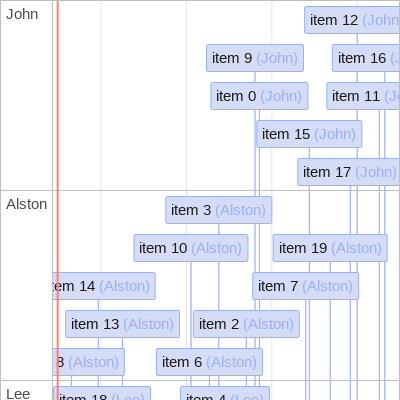 John
item 12 (John
item 9 (John)
item 16 (J
item 0 (John)
item 11 (Jo
item 15 (John)
item 17 (John)
Alston
item 3 (Alston)
item 10 (Alston)
item 19 (Alston)
em 14 (Alston)
item 7 (Alston)
item 13 (Alston)
item 2 (Alston)
8 (Alston)
item 6 (Alston)
Lee
item 18 (Lee)
item 4 (Lee)